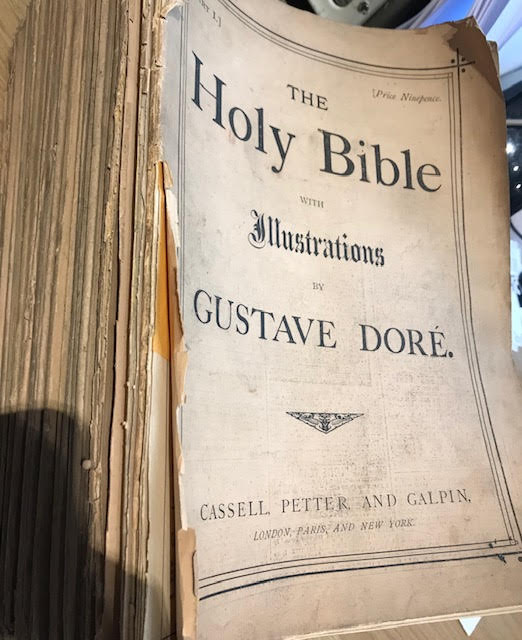 [Price Ninepence.
THE
Holy Bible
WITH
Illustrations
BY
GUSTAVE DORÉ.
CASSELL, PETTER, AND GALPIN,
LONDON, PARIS, AND NEW YORK.